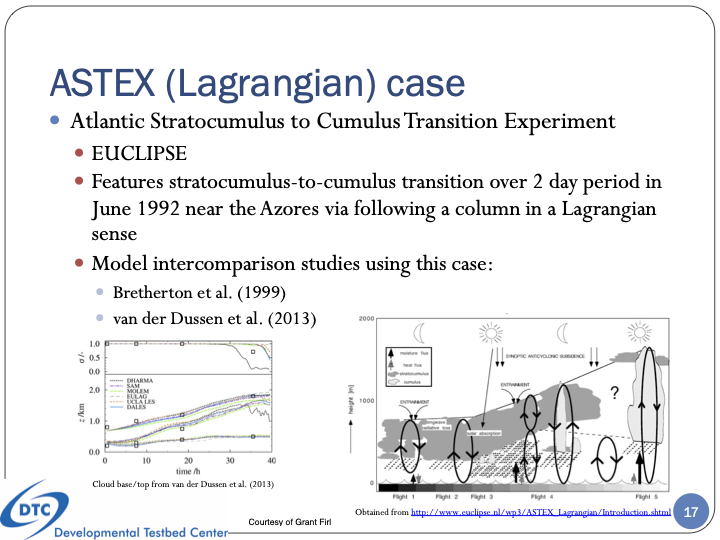 ASTEX (Lagrangian) case
Atlantic Stratocumulus to Cumulus Transition Experiment
EUCLIPSE
Features stratocumulus-to-cumulus transition over 2 day period in
June 1992 near the Azores via following a column in a Lagrangian
sense
Model intercomparison studies using this case:
Bretherton et al. (1999)
van der Dussen et al. (2013)
1.0
σ/-
0.5
0.0
DHARMA
SAM
MOLEM
EULAG
UCLA LES
DALES
2.0
z/km
1.0
0.0
0 10 20 30 40
time /h
Cloud base/top from van der Dussen et al. (2013)
2000
moisture flux
heat flux
stratocumulus
cumulus
SYNOPTIC ANTICYCLONIC SUBSIDENCE
ENTRAINMENT
ENTRAINMENT
height [m]
1000
longwave
radiative loss
solar absorption
?
0
Flight 1 Flight 2 Flight 3 Flight 4 Flight 5
Obtained from http://www.euclipse.nl/wp3/ASTEX_Lagrangian/Introduction.shtml
17
DTC
Developmental Testbed Center
Courtesy of Grant Firl